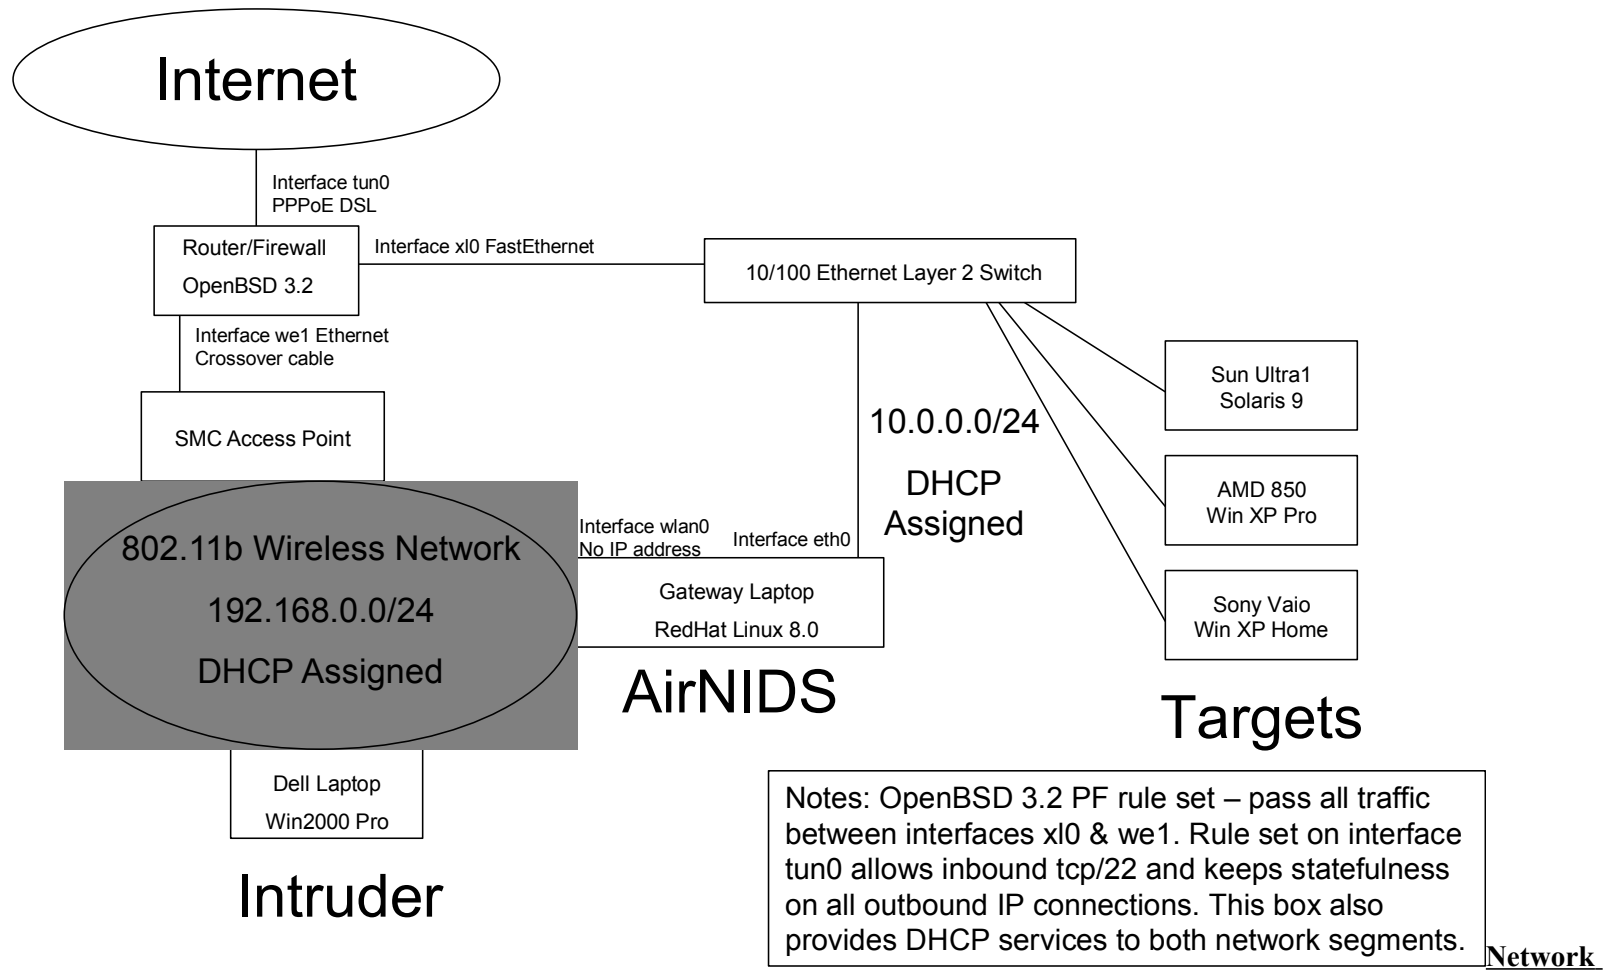 Internet
Interface tun0
PPPoE DSL
Router/Firewall
OpenBSD 3.2
Interface xl0 FastEthernet
10/100 Ethernet Layer 2 Switch
Interface we1 Ethernet
Crossover cable
SMC Access Point
Sun Ultra1
Solaris 9
10.0.0.0/24
DHCP
Assigned
AMD 850
Win XP Pro
802.11b Wireless Network
192.168.0.0/24
DHCP Assigned
Interface wlan0
No IP address
Interface eth0
Gateway Laptop
RedHat Linux 8.0
AirNIDS
Sony Vaio
Win XP Home
Targets
Dell Laptop
Win2000 Pro
Intruder
Notes: OpenBSD 3.2 PF rule set – pass all traffic
between interfaces xl0 & we1. Rule set on interface
tun0 allows inbound tcp/22 and keeps statefulness
on all outbound IP connections. This box also
provides DHCP services to both network segments.
Network